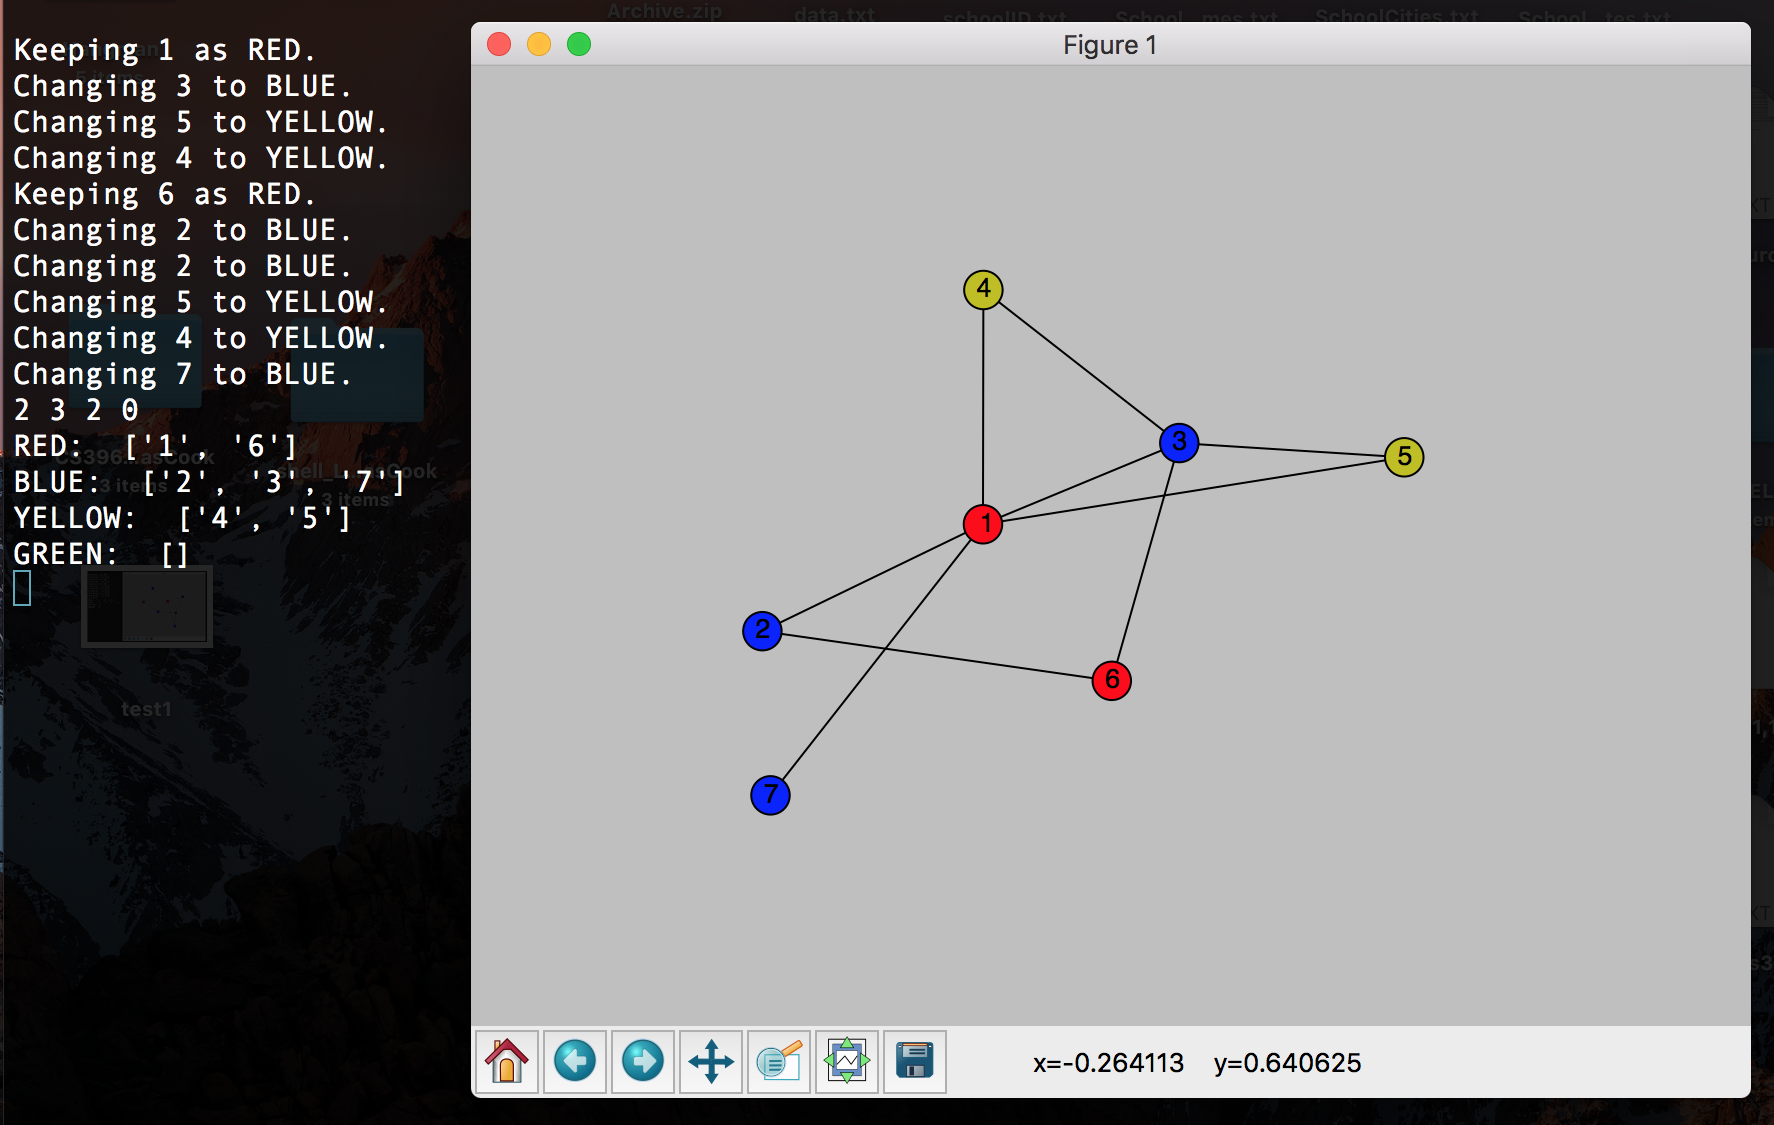 Archive.zip
data.txt
schoolID.txt
SchoolCities.txt
Keeping 1 as RED.
Changing 3 to BLUE.
Changing 5 to YELLOW.
Changing 4 to YELLOW.
Keeping 6 as RED.
Changing 2 to BLUE.
Changing 2 to BLUE.
Changing 5 to YELLOW.
Changing 4 to YELLOW.
Changing 7 to BLUE.
2 3 2 0
RED:  ['1', '6']
BLUE:  ['2', '3', '7']
YELLOW:  ['4', '5']
GREEN:  []
3 items
3 items
test1
Figure 1
4
3
5
1
2
6
7
x=-0.264113 y=0.640625